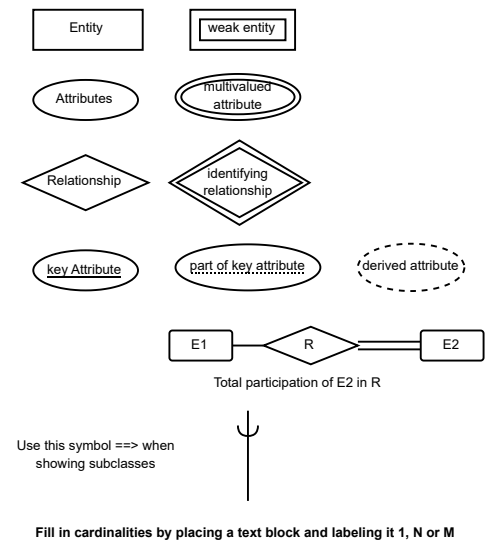 Entity
weak entity
Attributes
multivalued
attribute
Relationship
identifying
relationship
key Attribute
part of key attribute
derived attribute
E1
R
E2
Total participation of E2 in R
Use this symbol ==> when
showing subclasses
Fill in cardinalities by placing a text block and labeling it 1, N or M